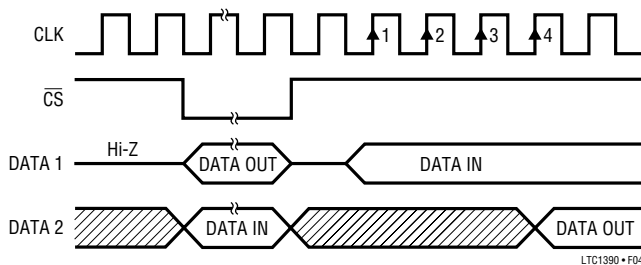 CLK
1 2 3 4
CS
DATA 1 Hi-Z DATA OUT DATA IN
DATA 2 DATA IN DATA OUT
LTC1390 • F04